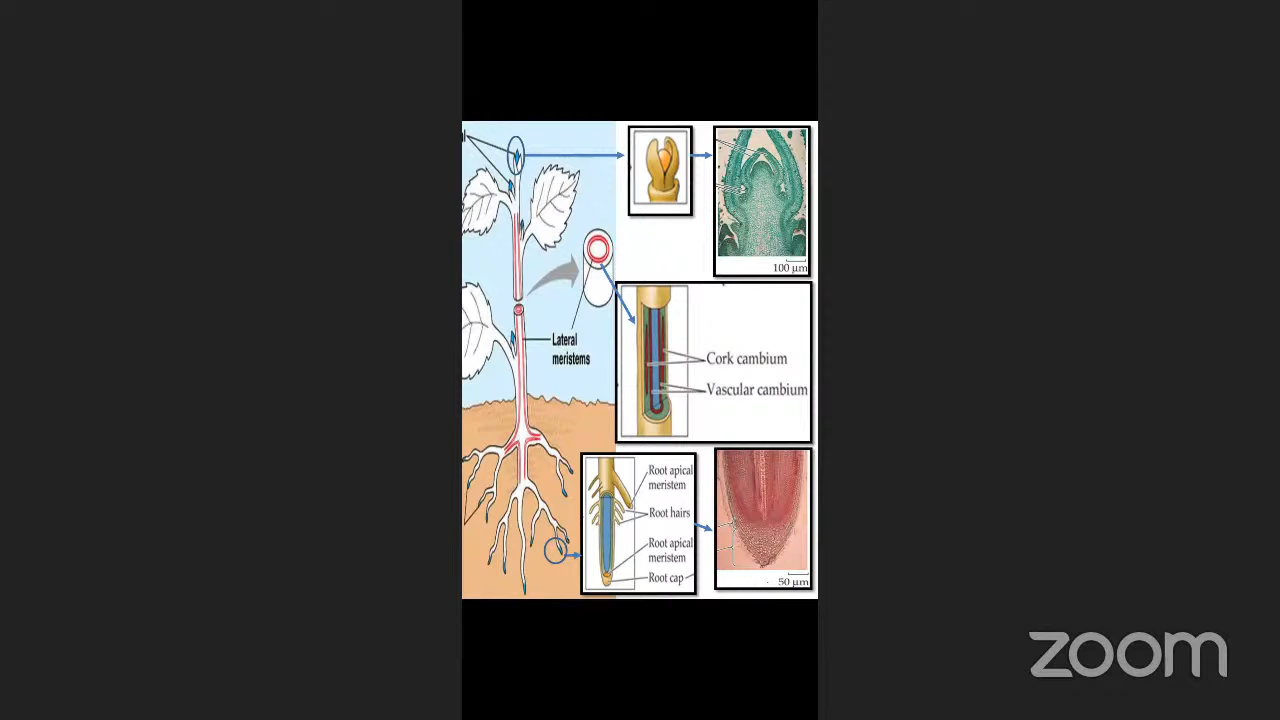 100 µm
Lateral
meristems
Cork cambium
Vascular cambium
Root apical
meristem
Root hairs
Root apical
meristem
Root cap
50 µm
zoom